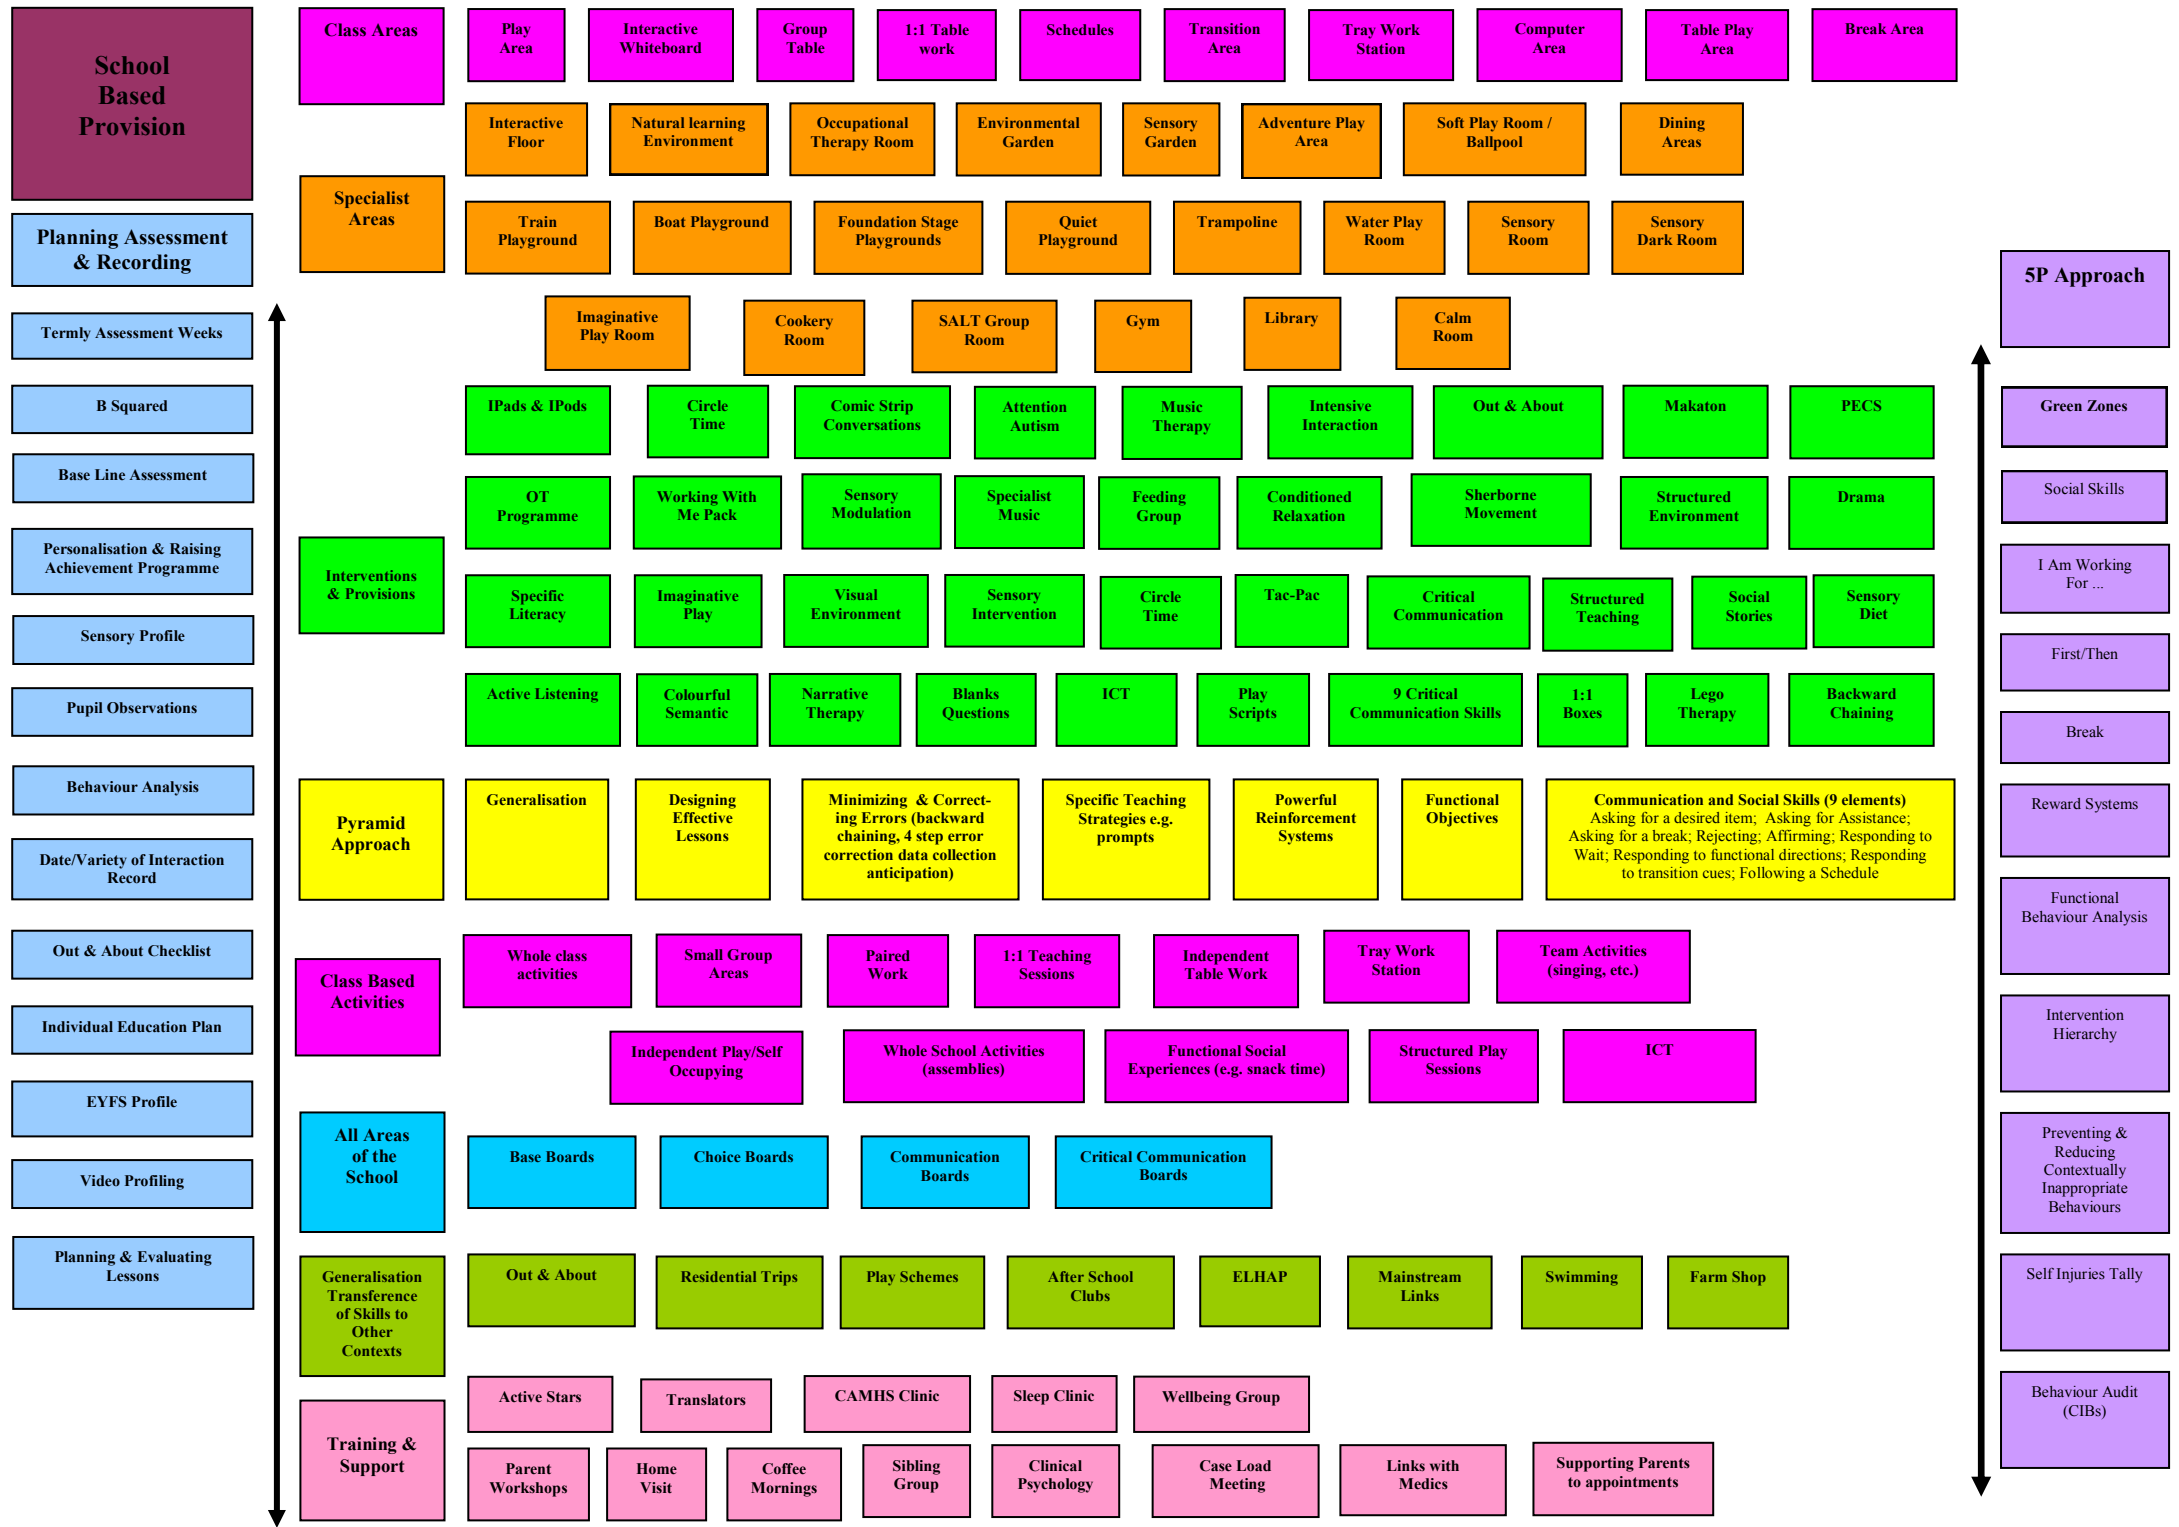 School
Based
Provision
Planning Assessment
& Recording
Termly Assessment Weeks
B Squared
Base Line Assessment
Personalisation & Raising
Achievement Programme
Sensory Profile
Pupil Observations
Behaviour Analysis
Date/Variety of Interaction
Record
Out & About Checklist
Individual Education Plan
EYFS Profile
Video Profiling
Planning & Evaluating
Lessons
Class Areas
Play
Area
Interactive
Whiteboard
Group
Table
1:1 Table
work
Schedules
Transition
Area
Tray Work
Station
Computer
Area
Table Play
Area
Break Area
Specialist
Areas
Interactive
Floor
Natural learning
Environment
Occupational
Therapy Room
Environmental
Garden
Sensory
Garden
Adventure Play
Area
Soft Play Room /
Ballpool
Dining
Areas
Train
Playground
Boat Playground
Foundation Stage
Playgrounds
Quiet
Playground
Trampoline
Water Play
Room
Sensory
Room
Sensory
Dark Room
Imaginative
Play Room
Cookery
Room
SALT Group
Room
Gym
Library
Calm
Room
Interventions
& Provisions
IPads & IPods
Circle
Time
Comic Strip
Conversations
Attention
Autism
Music
Therapy
Intensive
Interaction
Out & About
Makaton
PECS
OT
Programme
Working With
Me Pack
Sensory
Modulation
Specialist
Music
Feeding
Group
Conditioned
Relaxation
Sherborne
Movement
Structured
Environment
Drama
Specific
Literacy
Imaginative
Play
Visual
Environment
Sensory
Intervention
Circle
Time
Tac-Pac
Critical
Communication
Structured
Teaching
Social
Stories
Sensory
Diet
Active Listening
Colourful
Semantic
Narrative
Therapy
Blanks
Questions
ICT
Play
Scripts
9 Critical
Communication Skills
1:1
Boxes
Lego
Therapy
Backward
Chaining
Pyramid
Approach
Generalisation
Designing
Effective
Lessons
Minimizing & Correct-
ing Errors (backward
chaining, 4 step error
correction data collection
anticipation)
Specific Teaching
Strategies e.g.
prompts
Powerful
Reinforcement
Systems
Functional
Objectives
Communication and Social Skills (9 elements)
Asking for a desired item; Asking for Assistance;
Asking for a break; Rejecting; Affirming; Responding to
Wait; Responding to functional directions; Responding
to transition cues; Following a Schedule
Class Based
Activities
Whole class
activities
Small Group
Areas
Paired
Work
1:1 Teaching
Sessions
Independent
Table Work
Tray Work
Station
Team Activities
(singing, etc.)
Independent Play/Self
Occupying
Whole School Activities
(assemblies)
Functional Social
Experiences (e.g. snack time)
Structured Play
Sessions
ICT
All Areas
of the
School
Base Boards
Choice Boards
Communication
Boards
Critical Communication
Boards
Generalisation
Transference
of Skills to
Other
Contexts
Out & About
Residential Trips
Play Schemes
After School
Clubs
ELHAP
Mainstream
Links
Swimming
Farm Shop
Training &
Support
Active Stars
Translators
CAMHS Clinic
Sleep Clinic
Wellbeing Group
Parent
Workshops
Home
Visit
Coffee
Mornings
Sibling
Group
Clinical
Psychology
Case Load
Meeting
Links with
Medics
Supporting Parents
to appointments
5P Approach
Green Zones
Social Skills
I Am Working
For ...
First/Then
Break
Reward Systems
Functional
Behaviour Analysis
Intervention
Hierarchy
Preventing &
Reducing
Contextually
Inappropriate
Behaviours
Self Injuries Tally
Behaviour Audit
(CIBs)